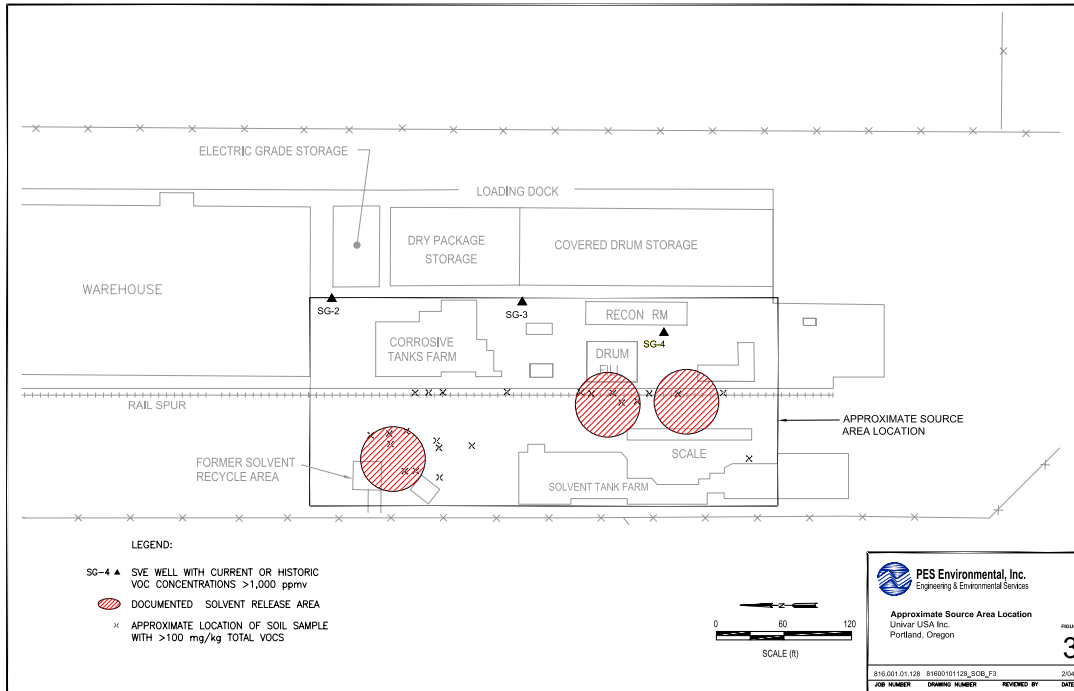 ELECTRIC GRADE STORAGE
LOADING DOCK
DRY PACKAGE
STORAGE
COVERED DRUM STORAGE
WAREHOUSE
SG-2
SG-3
RECON RM
SG-4
CORROSIVE
TANKS FARM
DRUM
FILL
RAIL SPUR
APPROXIMATE SOURCE
AREA LOCATION
FORMER SOLVENT
RECYCLE AREA
SCALE
SOLVENT TANK FARM
LEGEND:
SG-4 SVE WELL WITH CURRENT OR HISTORIC
VOC CONCENTRATIONS >1,000 ppmv
DOCUMENTED SOLVENT RELEASE AREA
APPROXIMATE LOCATION OF SOIL SAMPLE
WITH >100 mg/kg TOTAL VOCS
Z
0 60 120
SCALE (ft)
PES Environmental, Inc.
Engineering & Environmental Services
Approximate Source Area Location
Univar USA Inc.
Portland, Oregon
3
816.001.01.128 81600101128_SOB_F3 2/04
JOB NUMBER DRAWING NUMBER REVIEWED BY DATE